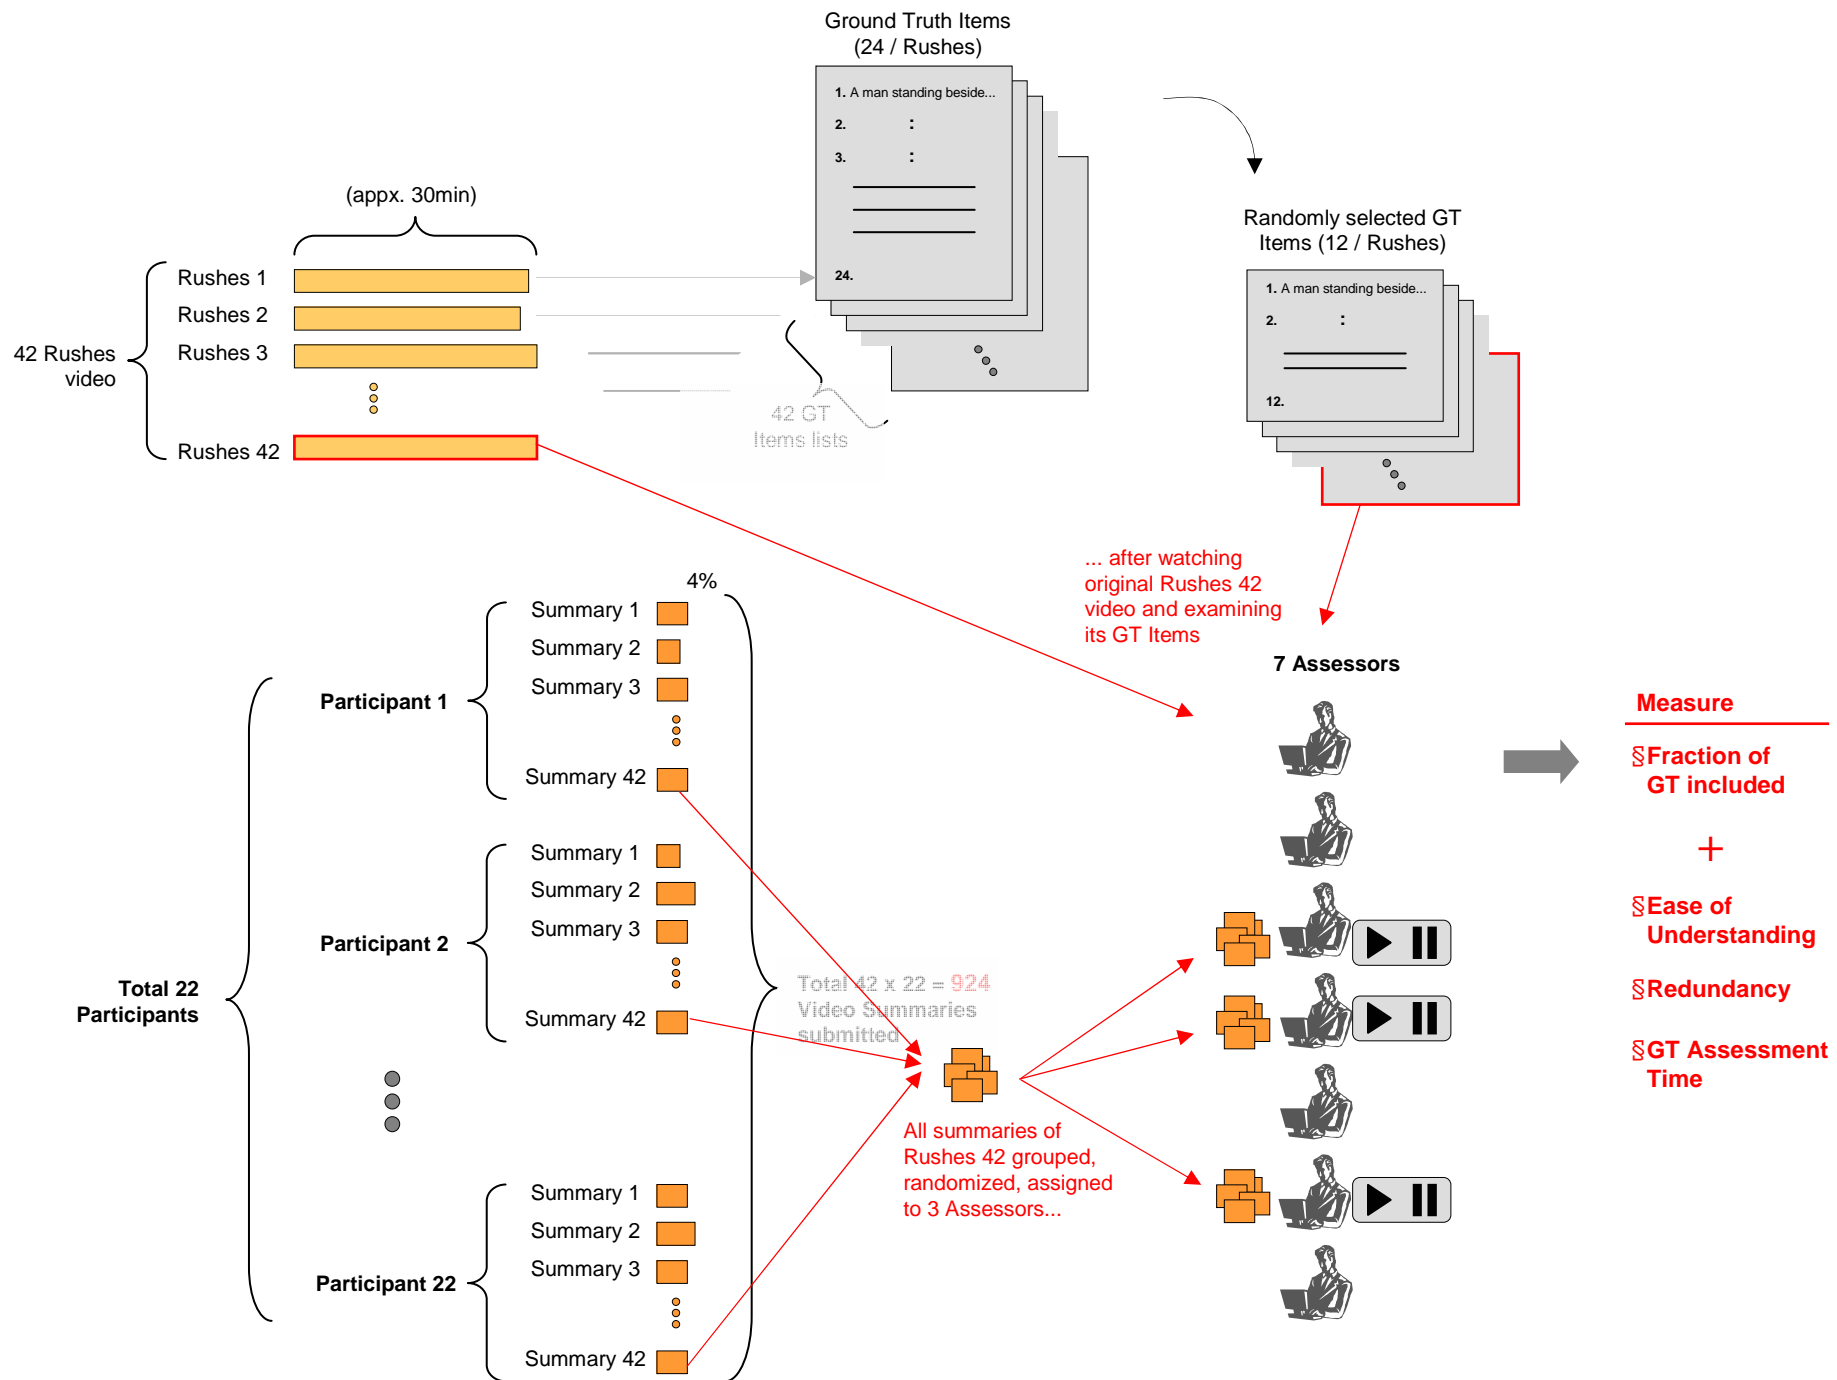 Ground Truth Items
(24 / Rushes)
1. A man standing beside...
2. :
3. :
24.
(appx. 30min)
Randomly selected GT
Items (12 / Rushes)
1. A man standing beside...
2. :
12.
42 Rushes
video
Rushes 1
Rushes 2
Rushes 3
Rushes 42
42 GT
Items lists
... after watching
original Rushes 42
video and examining
its GT Items
7 Assessors
4%
Total 22
Participants
Participant 1
Summary 1
Summary 2
Summary 3
Summary 42
Participant 2
Summary 1
Summary 2
Summary 3
Summary 42
Participant 22
Summary 1
Summary 2
Summary 3
Summary 42
Total 42 x 22 = 924
Video Summaries
submitted
All summaries of
Rushes 42 grouped,
randomized, assigned
to 3 Assessors...
Measure
§Fraction of
GT included
+
§Ease of
Understanding
§Redundancy
§GT Assessment
Time